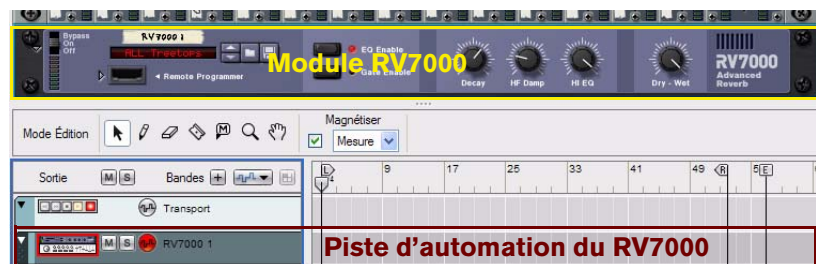 Bypass
On
Off
RV7000 1
ALL Treetops
Remote Programmer
EQ Enable
Gate Enable
Module RV7000
Decay
HF Damp
HI EQ
Dry - Wet
RV7000
Advanced
Reverb
Mode Édition
M
Magnétiser
Mesure
Sortie
M S
Bandes
L
9 17 25 33 41 49 R 5 E
Transport
M S
RV7000 1
Piste d'automation du RV7000